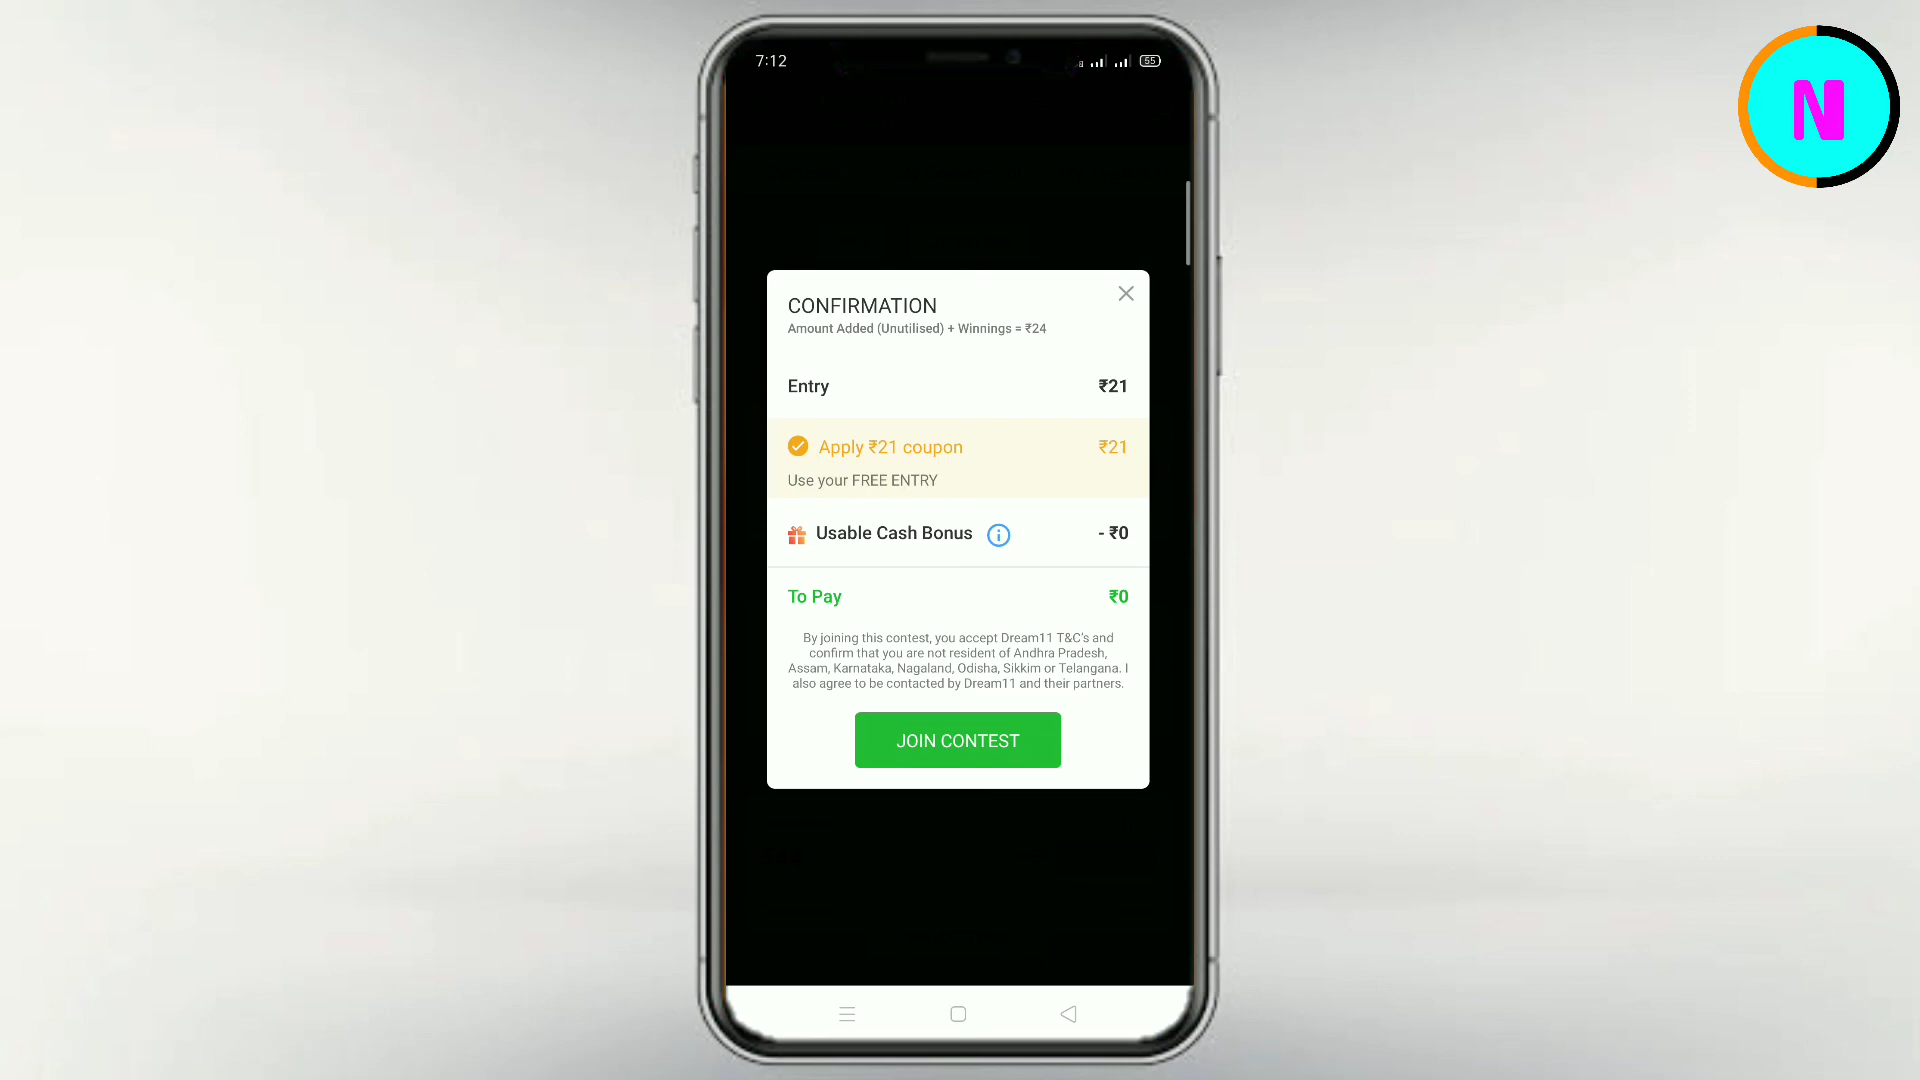 7:12
55
N
CONFIRMATION
Amount Added (Unutilised) + Winnings = ₹24
Entry ₹21
Apply ₹21 coupon ₹21
Use your FREE ENTRY
Usable Cash Bonus i - ₹0
To Pay ₹0
By joining this contest, you accept Dream11 T&C's and
confirm that you are not resident of Andhra Pradesh,
Assam, Karnataka, Nagaland, Odisha, Sikkim or Telangana. I
also agree to be contacted by Dream11 and their partners.
JOIN CONTEST